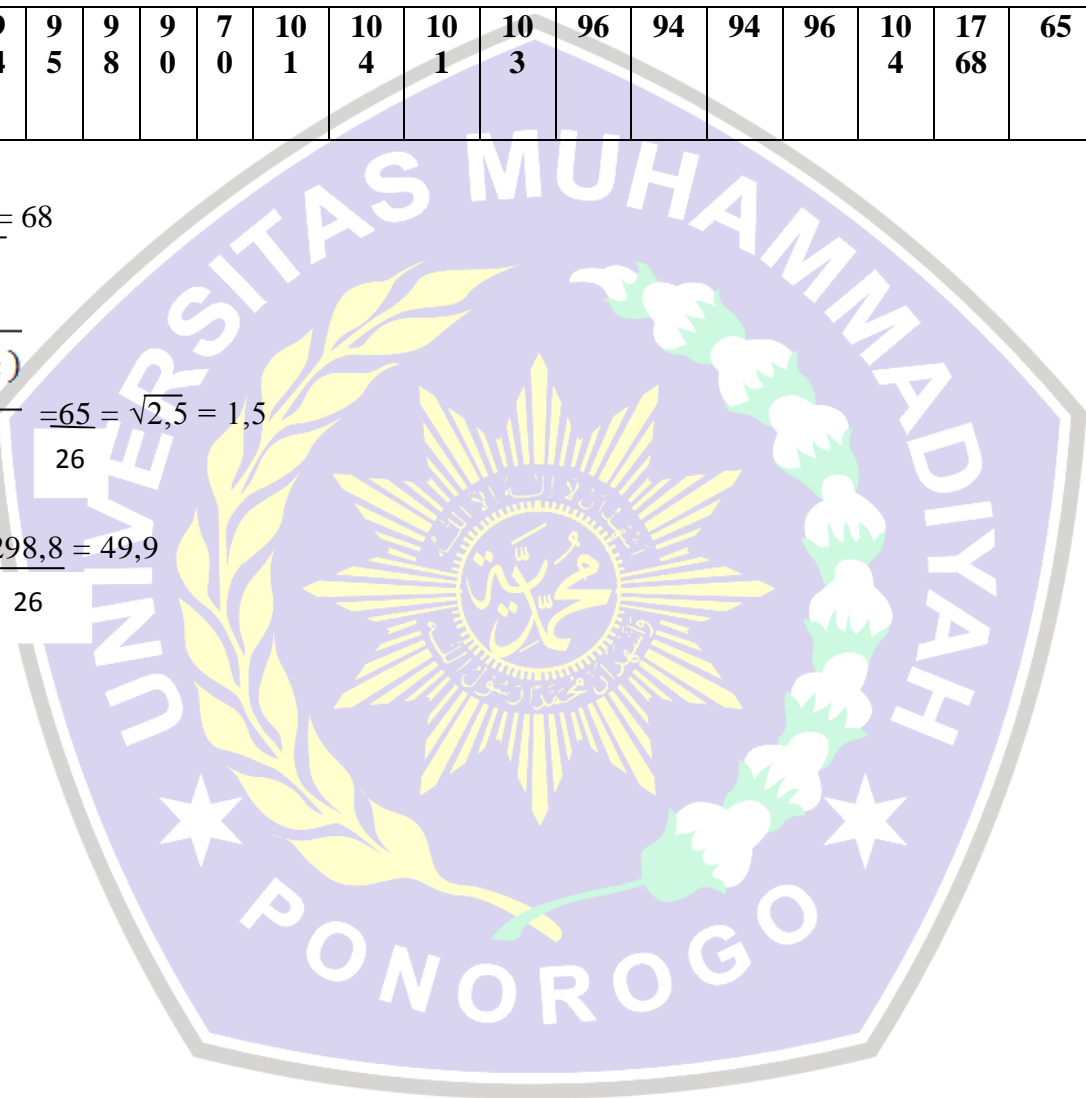 9 9 9 7 10 10 10 10 96 94 94 96 10 17 65
5 8 0 0 1 4 1 3 4 68
= 68
)
=65 = √2,5 = 1,5
26
298,8 = 49,9
26
UNIVERSITAS MUHAMMADIYAH
PONOROGO
محمدية